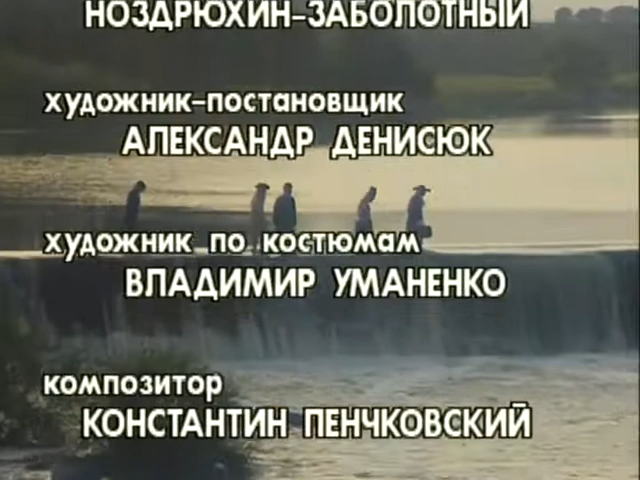 НОЗДРЮХИН-ЗАБОЛОТНЫЙ
художник-постановщик
АЛЕКСАНДР ДЕНИСЮК
художник по костюмам
ВЛАДИМИР УМАНЕНКО
композитор
КОНСТАНТИН ПЕНЧКОВСКИЙ